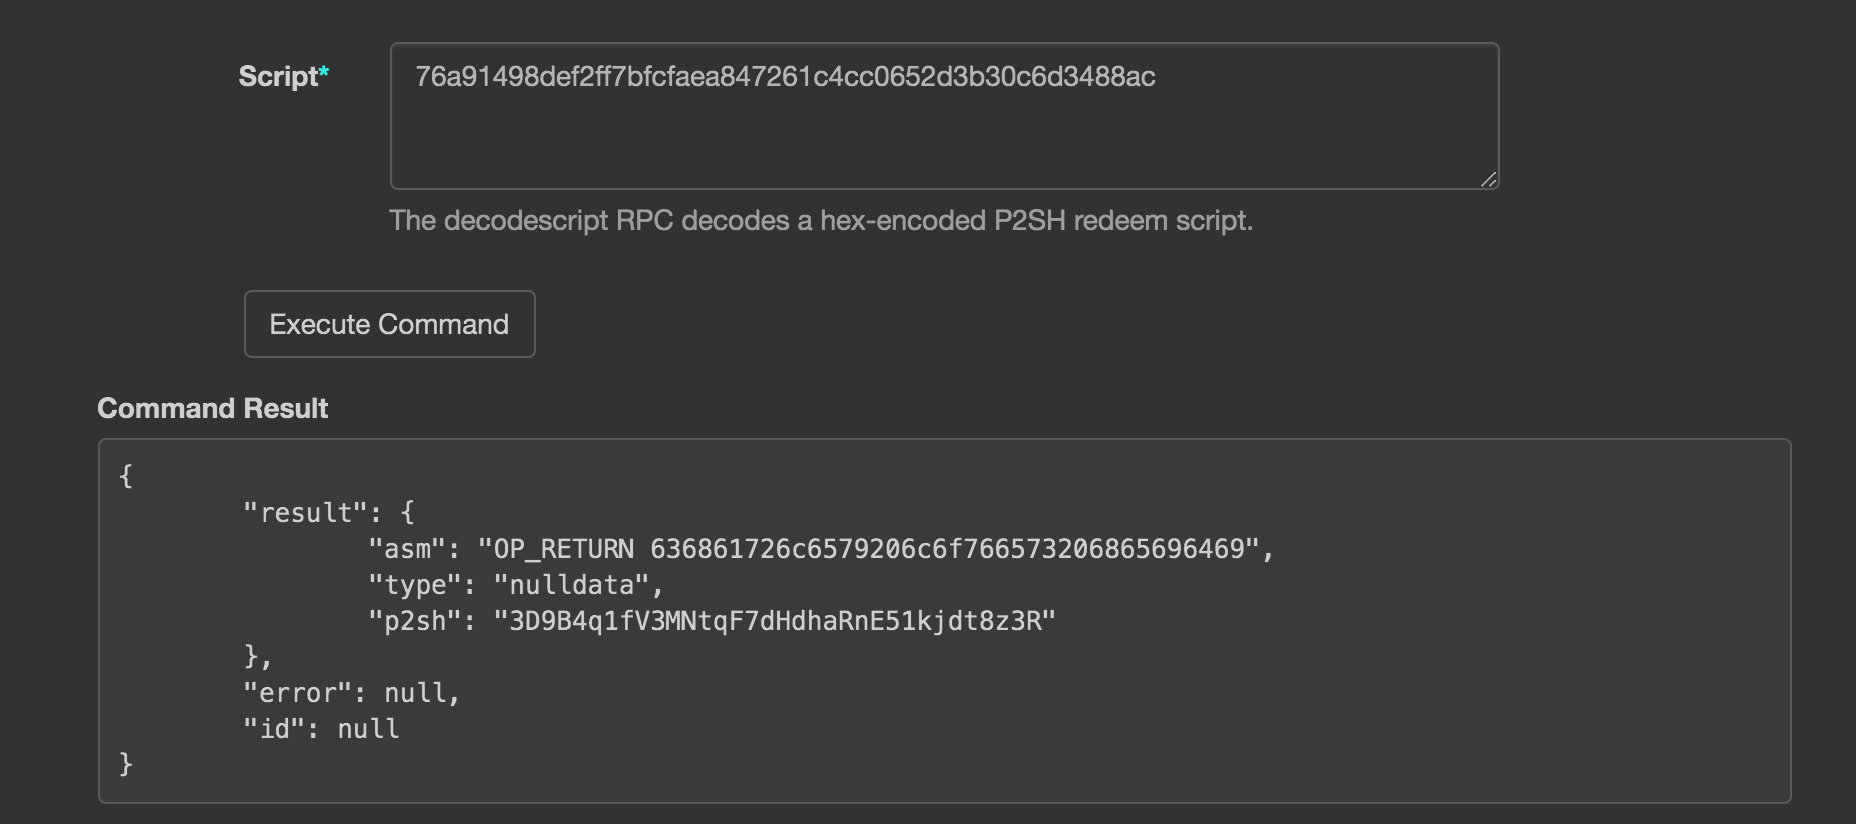 Script*
76a91498def2ff7bfcfaea847261c4cc0652d3b30c6d3488ac
The decodescript RPC decodes a hex-encoded P2SH redeem script.
Execute Command
Command Result
{
"result": {
"asm": "OP_RETURN 636861726c6579206c6f766573206865696469",
"type": "nulldata",
"p2sh": "3D9B4q1fV3MNtqF7dHdhaRnE51kjdt8z3R"
},
"error": null,
"id": null
}